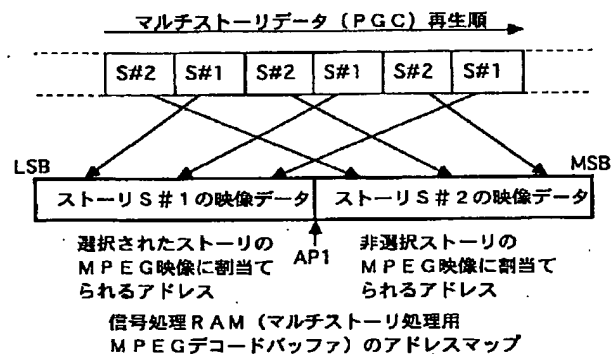 マルチストーリデータ(PGC)再生順
S#2 S#1 S#2 S#1 S#2 S#1
LSB MSB
ストーリS#1の映像データ ストーリS#2の映像データ
選択されたストーリの
MPEG映像に割当て
られるアドレス
AP1
非選択ストーリの
MPEG映像に割当て
られるアドレス
信号処理RAM(マルチストーリ処理用
MPEGデコードバッファ)のアドレスマップ